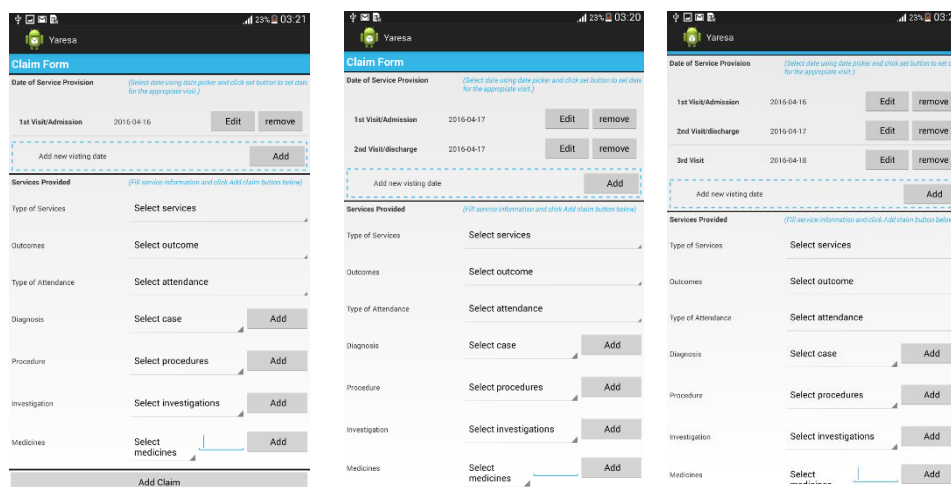 23% 03:21
Yaresa
Claim Form
Date of Service Provision
(Select date using date picker and click set button to set date
for the appropiate visit.)
1st Visit/Admission 2016-04-16 Edit remove
Add new visting date Add
Services Provided (Fill service information and click Add claim button below)
Type of Services Select services
Outcomes Select outcome
Type of Attendance Select attendance
Diagnosis Select case Add
Procedure Select procedures Add
Investigation Select investigations Add
Medicines Select
medicines Add
Add Claim
23% 03:20
Yaresa
Claim Form
Date of Service Provision
(Select date using date picker and click set button to set date
for the appropiate visit.)
1st Visit/Admission 2016-04-17 Edit remove
2nd Visit/discharge 2016-04-17 Edit remove
Add new visting date Add
Services Provided (Fill service information and click Add claim button below)
Type of Services Select services
Outcomes Select outcome
Type of Attendance Select attendance
Diagnosis Select case Add
Procedure Select procedures Add
Investigation Select investigations Add
Medicines Select
medicines Add
23%
Yaresa
Date of Service Provision
(Select date using date picker and click set button to set
for the appropiate visit.)
1st Visit/Admission 2016-04-16 Edit remove
2nd Visit/discharge 2016-04-17 Edit remove
3rd Visit 2016-04-18 Edit remove
Add new visting date Add
Services Provided (Fill service information and click Add claim button below
Type of Services Select services
Outcomes Select outcome
Type of Attendance Select attendance
Diagnosis Select case Add
Procedure Select procedures Add
Investigation Select investigations Add
Medicines Select
medicines Add